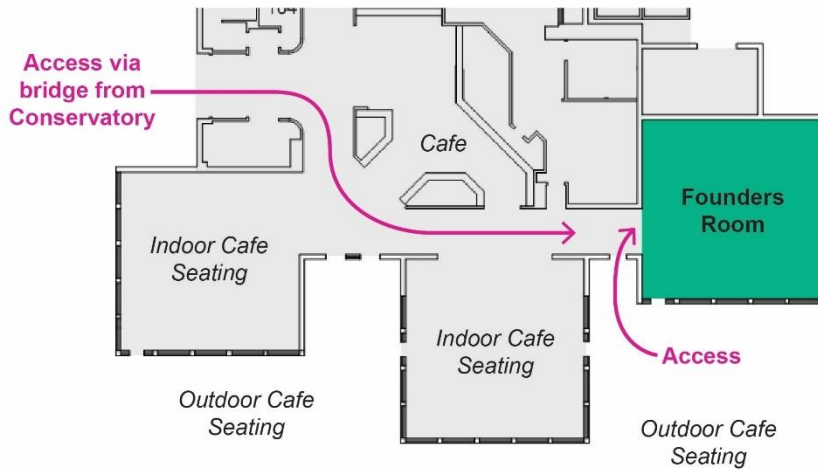 Access via
bridge from
Conservatory
Cafe
Founders
Room
Indoor Cafe
Seating
Indoor Cafe
Seating
Access
Outdoor Cafe
Seating
Outdoor Cafe
Seating